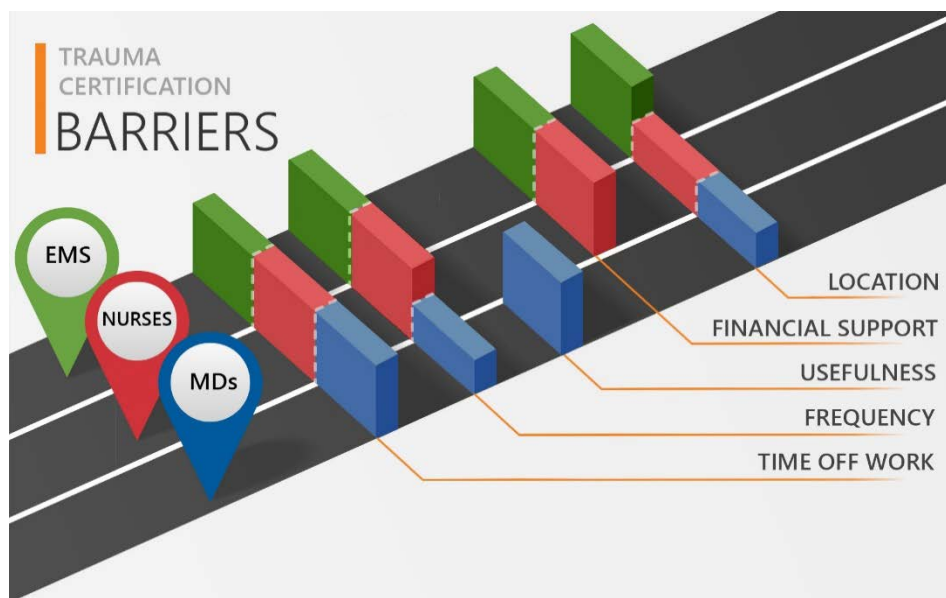 TRAUMA
CERTIFICATION
BARRIERS
EMS
NURSES
MDs
LOCATION
FINANCIAL SUPPORT
USEFULNESS
FREQUENCY
TIME OFF WORK